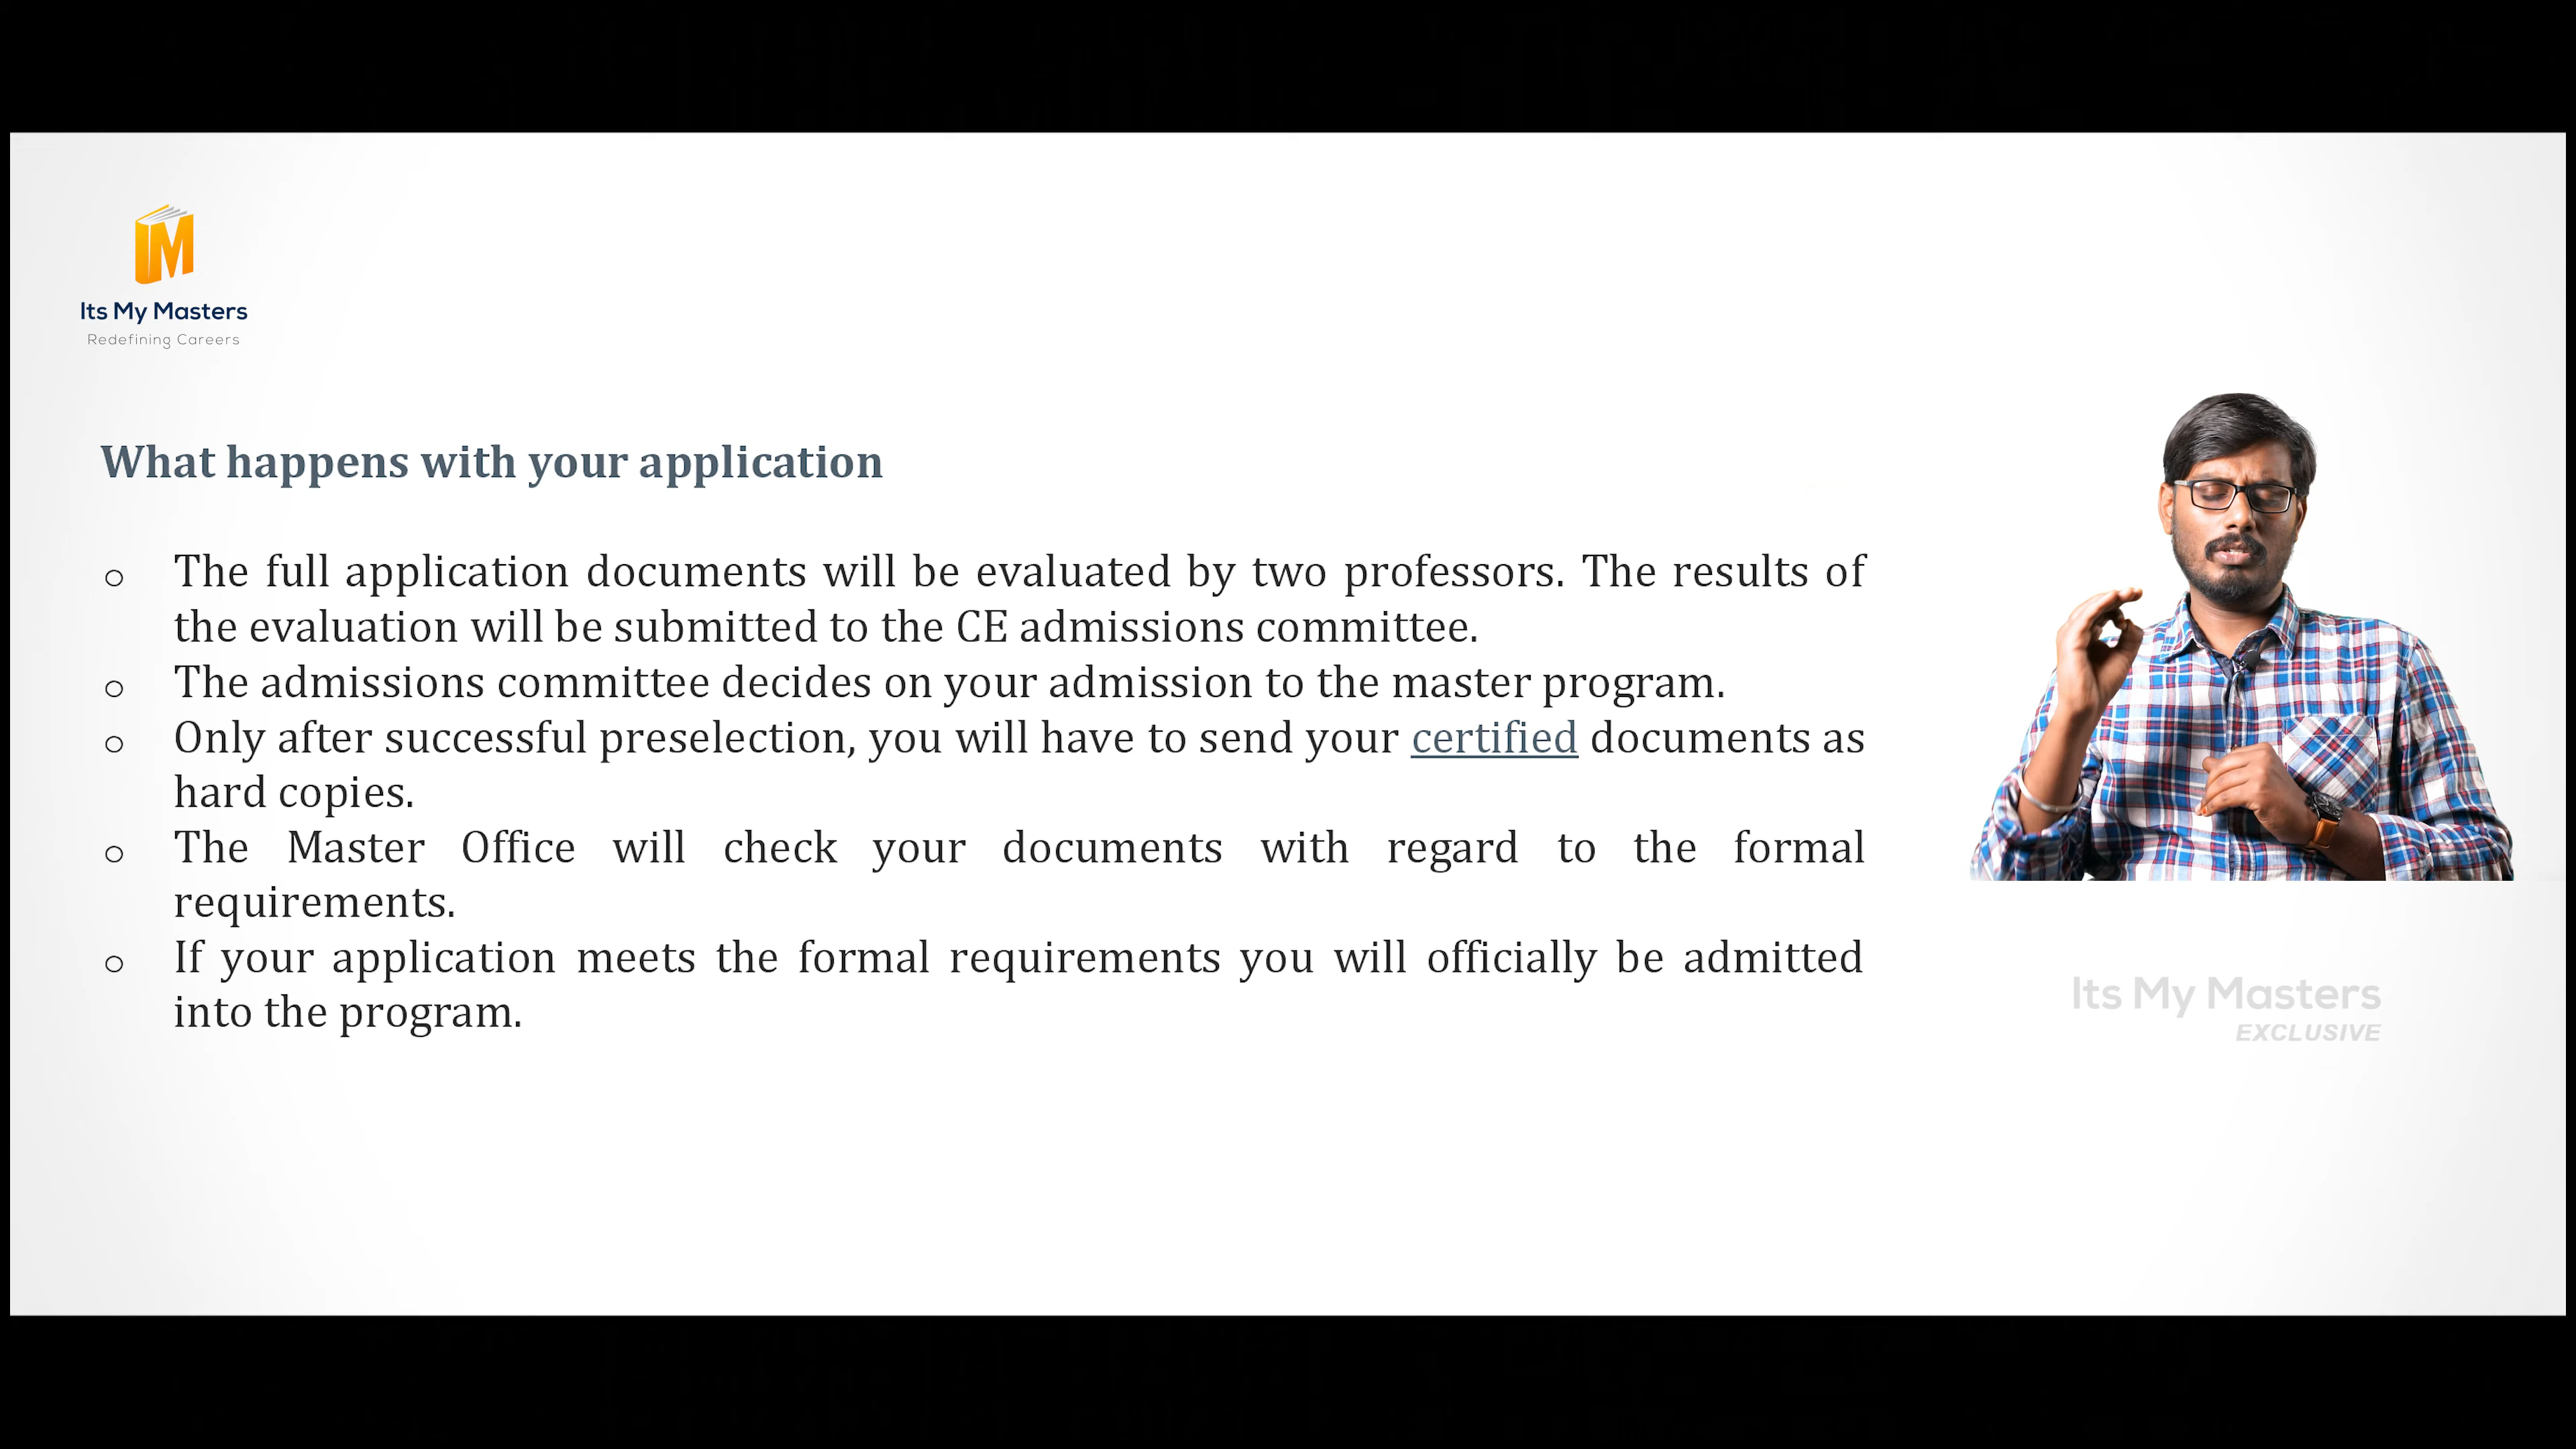 M
Its My Masters
Redefining Careers
What happens with your application
The full application documents will be evaluated by two professors. The results of
the evaluation will be submitted to the CE admissions committee.
The admissions committee decides on your admission to the master program.
Only after successful preselection, you will have to send your certified documents as
hard copies.
The Master Office will check your documents with regard to the formal
requirements.
If your application meets the formal requirements you will officially be admitted
into the program.
Its My Masters
EXCLUSIVE